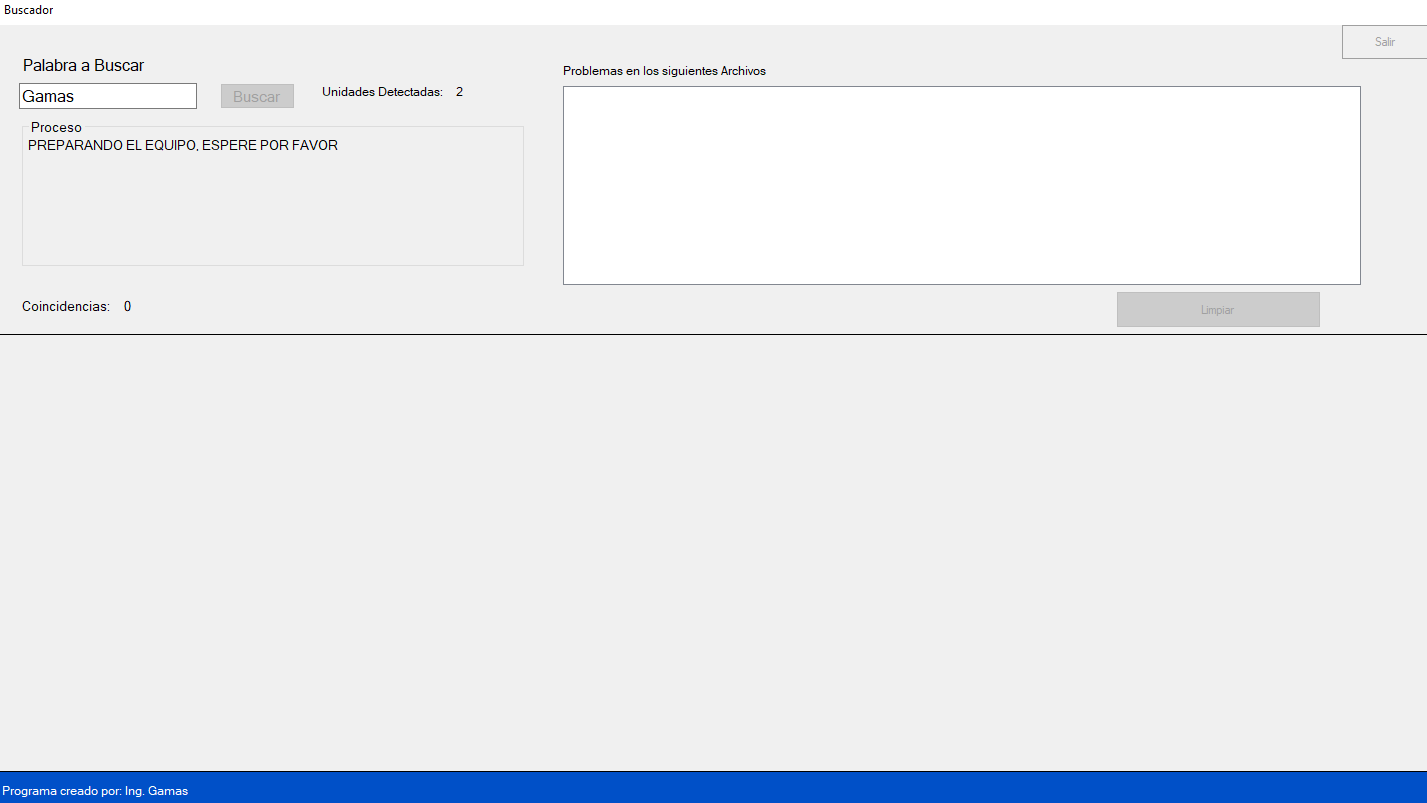 Buscador
Salir
Palabra a Buscar
Problemas en los siguientes Archivos
Gamas
Buscar
Unidades Detectadas: 2
Proceso
PREPARANDO EL EQUIPO, ESPERE POR FAVOR
Coincidencias: 0
Limpiar
Programa creado por: Ing. Gamas